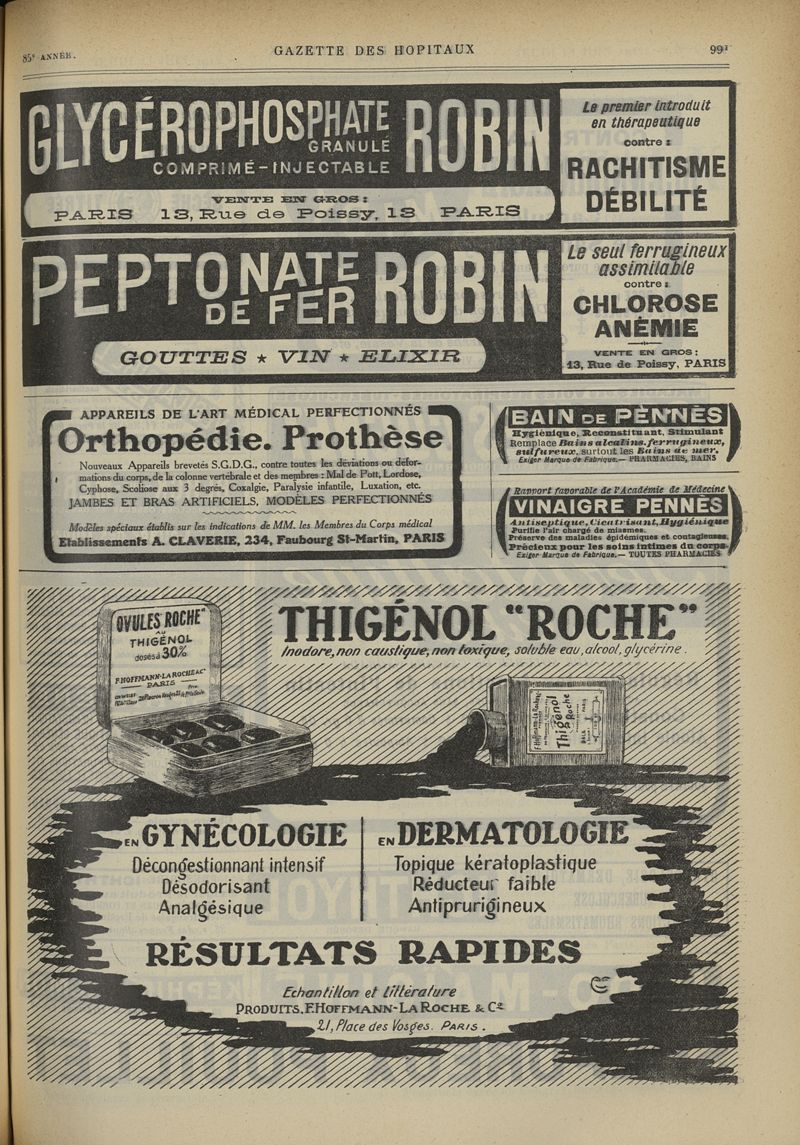 85e ANNÉE.
GAZETTE DES HOPITAUX
991
GLYCÉROPHOSPHATE ROBIN
GRANULÉ
COMPRIMÉ-INJECTABLE
VENTE EN GROS:
PARIS 13, Rue de Poissy, 13 PARIS
Le premier introduit
en thérapeutique
contre :
RACHITISME
DÉBILITÉ
PEPTONATE
DE FER ROBIN
GOUTTES ★ VIN ★ ELIXIR
Le seul ferrugineux
assimilable
contre :
CHLOROSE
ANÉMIE
VENTE EN GROS :
13, Rue de Poissy, PARIS
APPAREILS DE L'ART MÉDICAL PERFECTIONNÉS
Orthopédie. Prothèse
Nouveaux Appareils brevetés S.G.D.G., contre toutes les déviations ou défor-
mations du corps, de la colonne vertébrale et des membres : Mal de Pott, Lordose,
Cyphose, Scoliose aux 3 degrés, Coxalgie, Paralysie infantile, Luxation, etc.
JAMBES ET BRAS ARTIFICIELS, MODÈLES PERFECTIONNÉS
Modèles spéciaux établis sur les indications de MM. les Membres du Corps médical
Etablissements A. CLAVERIE, 234, Faubourg St-Martin, PARIS
BAIN DE PENNÈS
Hygiénique, Reconstituant, Stimulant
Remplace Bains alcalins, ferrugineux,
sulfureux, surtout les Bains de mer.
Exiger Marque de Fabrique. — PHARMACIES, BAINS
Rapport favorable de l'Académie de Médecine
VINAIGRE PENNÈS
Antiseptique, Cicatrisant, Hygiénique
Purifie l'air chargé de miasmes.
Préserve des maladies épidémiques et contagieuses.
Précieux pour les soins intimes du corps.
Exiger Marque de Fabrique. — TOUTES PHARMACIES
OVULES ROCHE"
AU
THIGÉNOL
dosés à 30%
F. HOFFMANN-LA ROCHE & Co
PARIS
THIGÉNOL "ROCHE"
Inodore, non caustique, non toxique, soluble eau, alcool, glycérine.
Thigénol
Roche
EN GYNÉCOLOGIE
Décongestionnant intensif
Désodorisant
Analgésique
EN DERMATOLOGIE
Topique kératoplastique
Réducteur faible
Antiprurigineux
RÉSULTATS RAPIDES
Echantillon et Littérature
PRODUITS. F. HOFFMANN-LA ROCHE & Cie
21, Place des Vosges. PARIS.